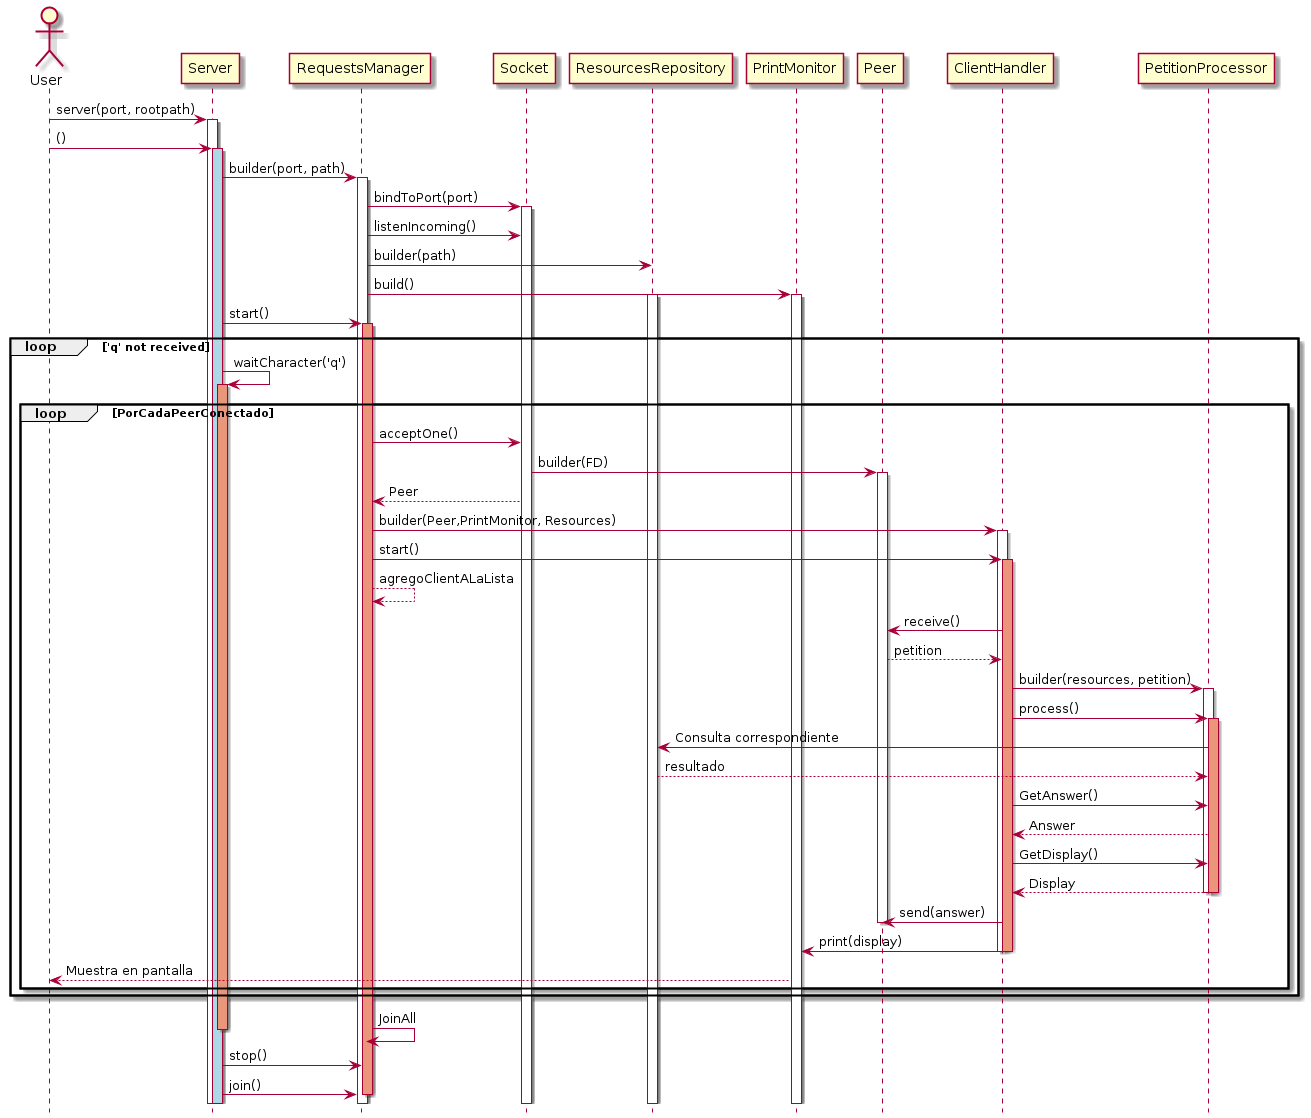 User
Server
RequestsManager
Socket
ResourcesRepository
PrintMonitor
Peer
ClientHandler
PetitionProcessor
server(port, rootpath)
()
builder(port, path)
bindToPort(port)
listenIncoming()
builder(path)
build()
start()
loop ['q' not received]
waitCharacter('q')
loop [PorCadaPeerConectado]
acceptOne()
builder(FD)
Peer
builder(Peer,PrintMonitor, Resources)
start()
agregoClientALaLista
receive()
petition
builder(resources, petition)
process()
Consulta correspondiente
resultado
GetAnswer()
Answer
GetDisplay()
Display
send(answer)
print(display)
Muestra en pantalla
JoinAll
stop()
join()